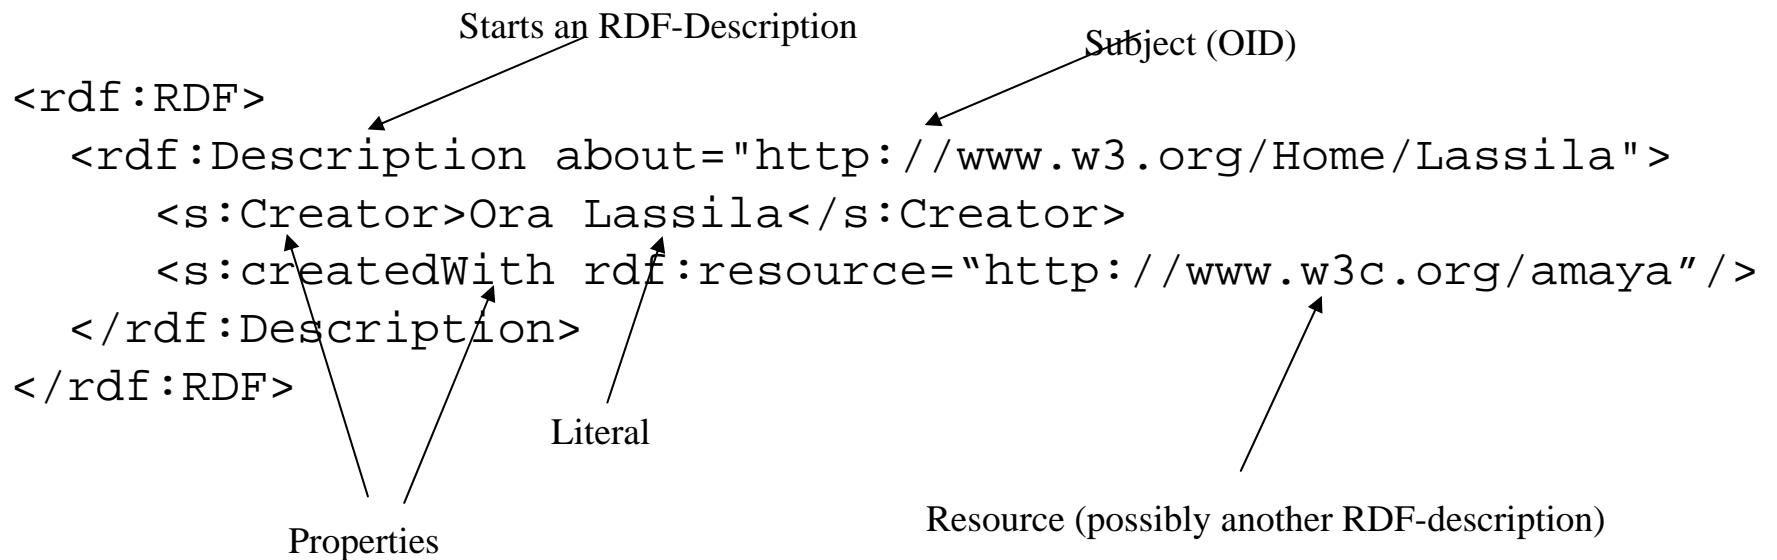 Starts an RDF-Description
Subject (OID)
<rdf:RDF>
<rdf:Description about="http://www.w3.org/Home/Lassila">
<s:Creator>Ora Lassila</s:Creator>
<s:createdWith rdf:resource=“http://www.w3c.org/amaya”/>
</rdf:Description>
</rdf:RDF>
Literal
Resource (possibly another RDF-description)
Properties